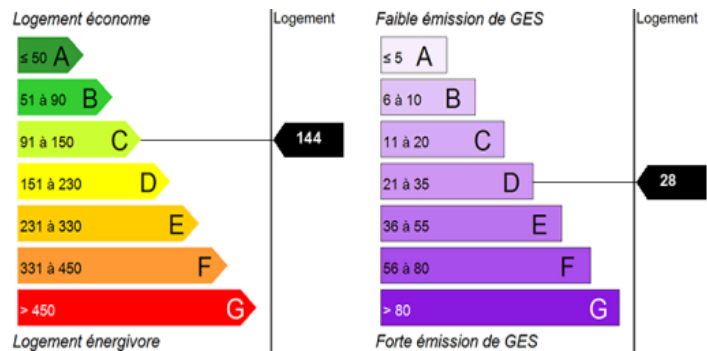 Logement économe
Logement
≤ 50 A
51 à 90 B
91 à 150 C
144
151 à 230 D
231 à 330 E
331 à 450 F
> 450 G
Logement énergivore
Faible émission de GES
Logement
≤ 5 A
6 à 10 B
11 à 20 C
21 à 35 D
28
36 à 55 E
56 à 80 F
> 80 G
Forte émission de GES